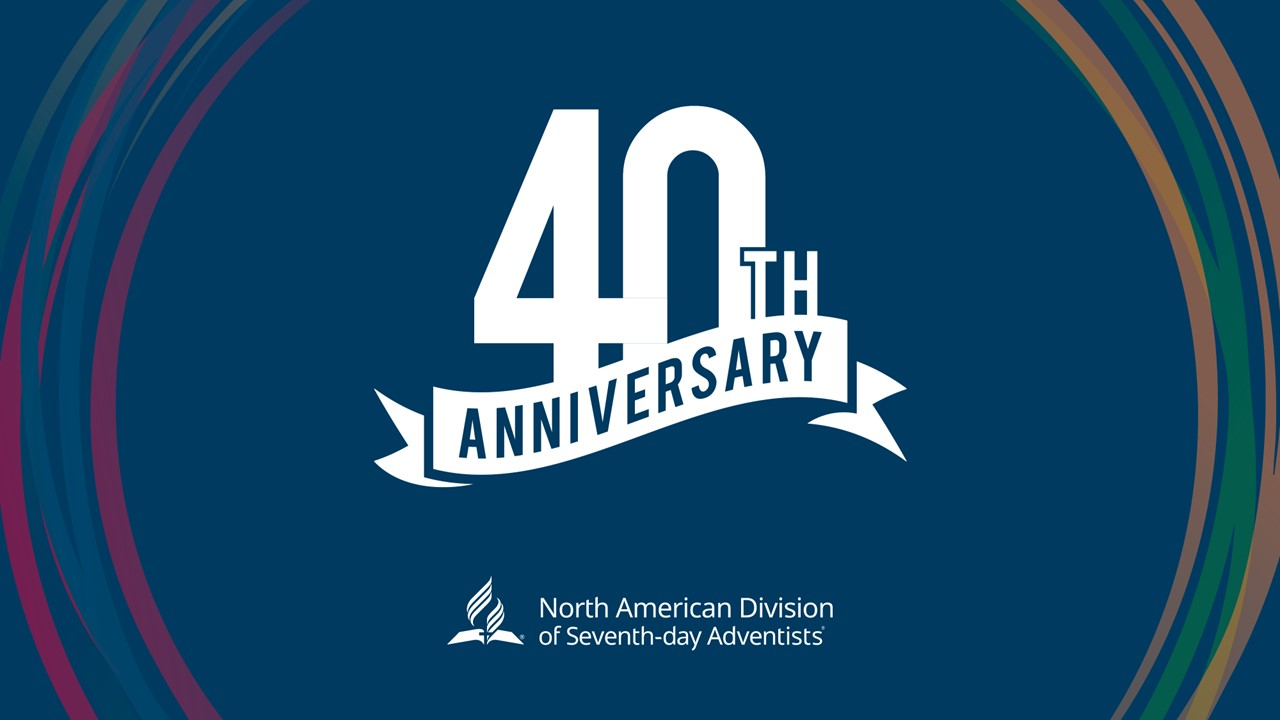 40TH
ANNIVERSARY
North American Division
of Seventh-day Adventists®